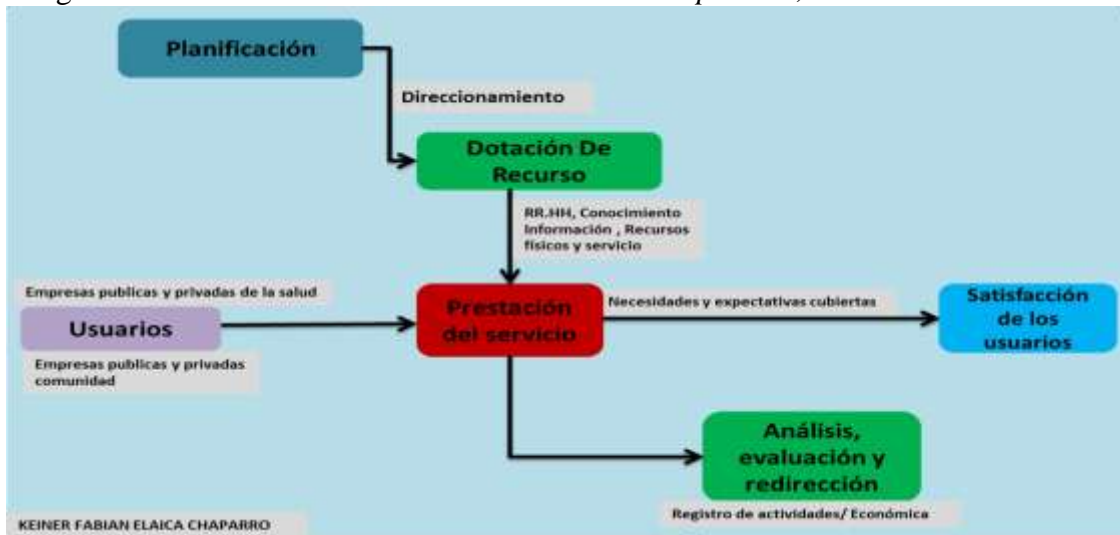 Planificación
Direccionamiento
Dotación De
Recurso
RR.HH, Conocimiento
Información , Recursos
físicos y servicio
Empresas publicas y privadas de la salud
Usuarios
Empresas publicas y privadas
comunidad
Prestación
del servicio
Necesidades y expectativas cubiertas
Satisfacción
de los
usuarios
Análisis,
evaluación y
redirección
Registro de actividades/ Económica
KEINER FABIAN ELAICA CHAPARRO